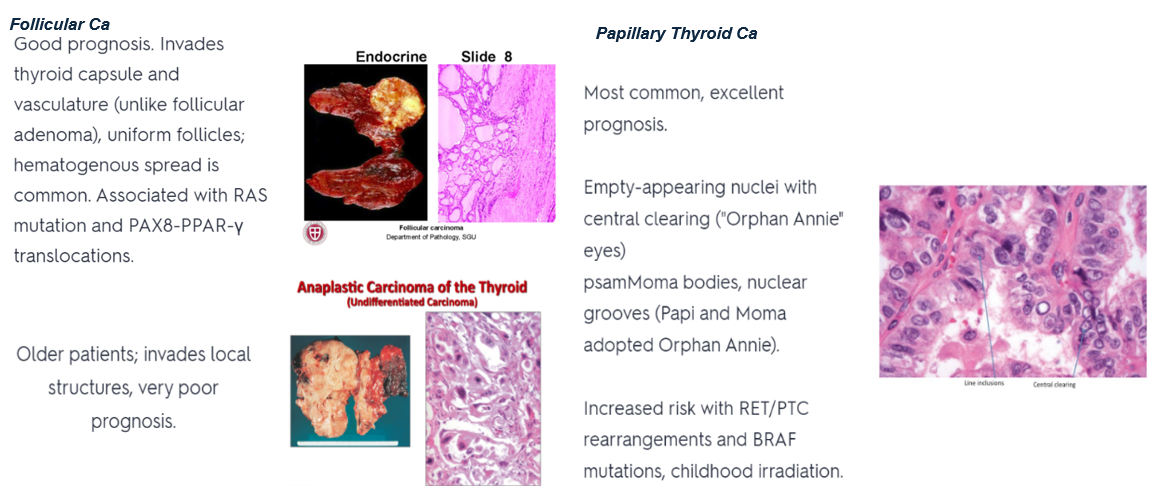 Follicular Ca
Good prognosis. Invades
thyroid capsule and
vasculature (unlike follicular
adenoma), uniform follicles;
hematogenous spread is
common. Associated with RAS
mutation and PAX8-PPAR-γ
translocations.
Endocrine Slide 8
Follicular carcinoma
Department of Pathology, SGU
Anaplastic Carcinoma of the Thyroid
(Undifferentiated Carcinoma)
Older patients; invades local
structures, very poor
prognosis.
Papillary Thyroid Ca
Most common, excellent
prognosis.
Empty-appearing nuclei with
central clearing ("Orphan Annie"
eyes)
psamMoma bodies, nuclear
grooves (Papi and Moma
adopted Orphan Annie).
Increased risk with RET/PTC
rearrangements and BRAF
mutations, childhood irradiation.
Line inclusions
Central clearing